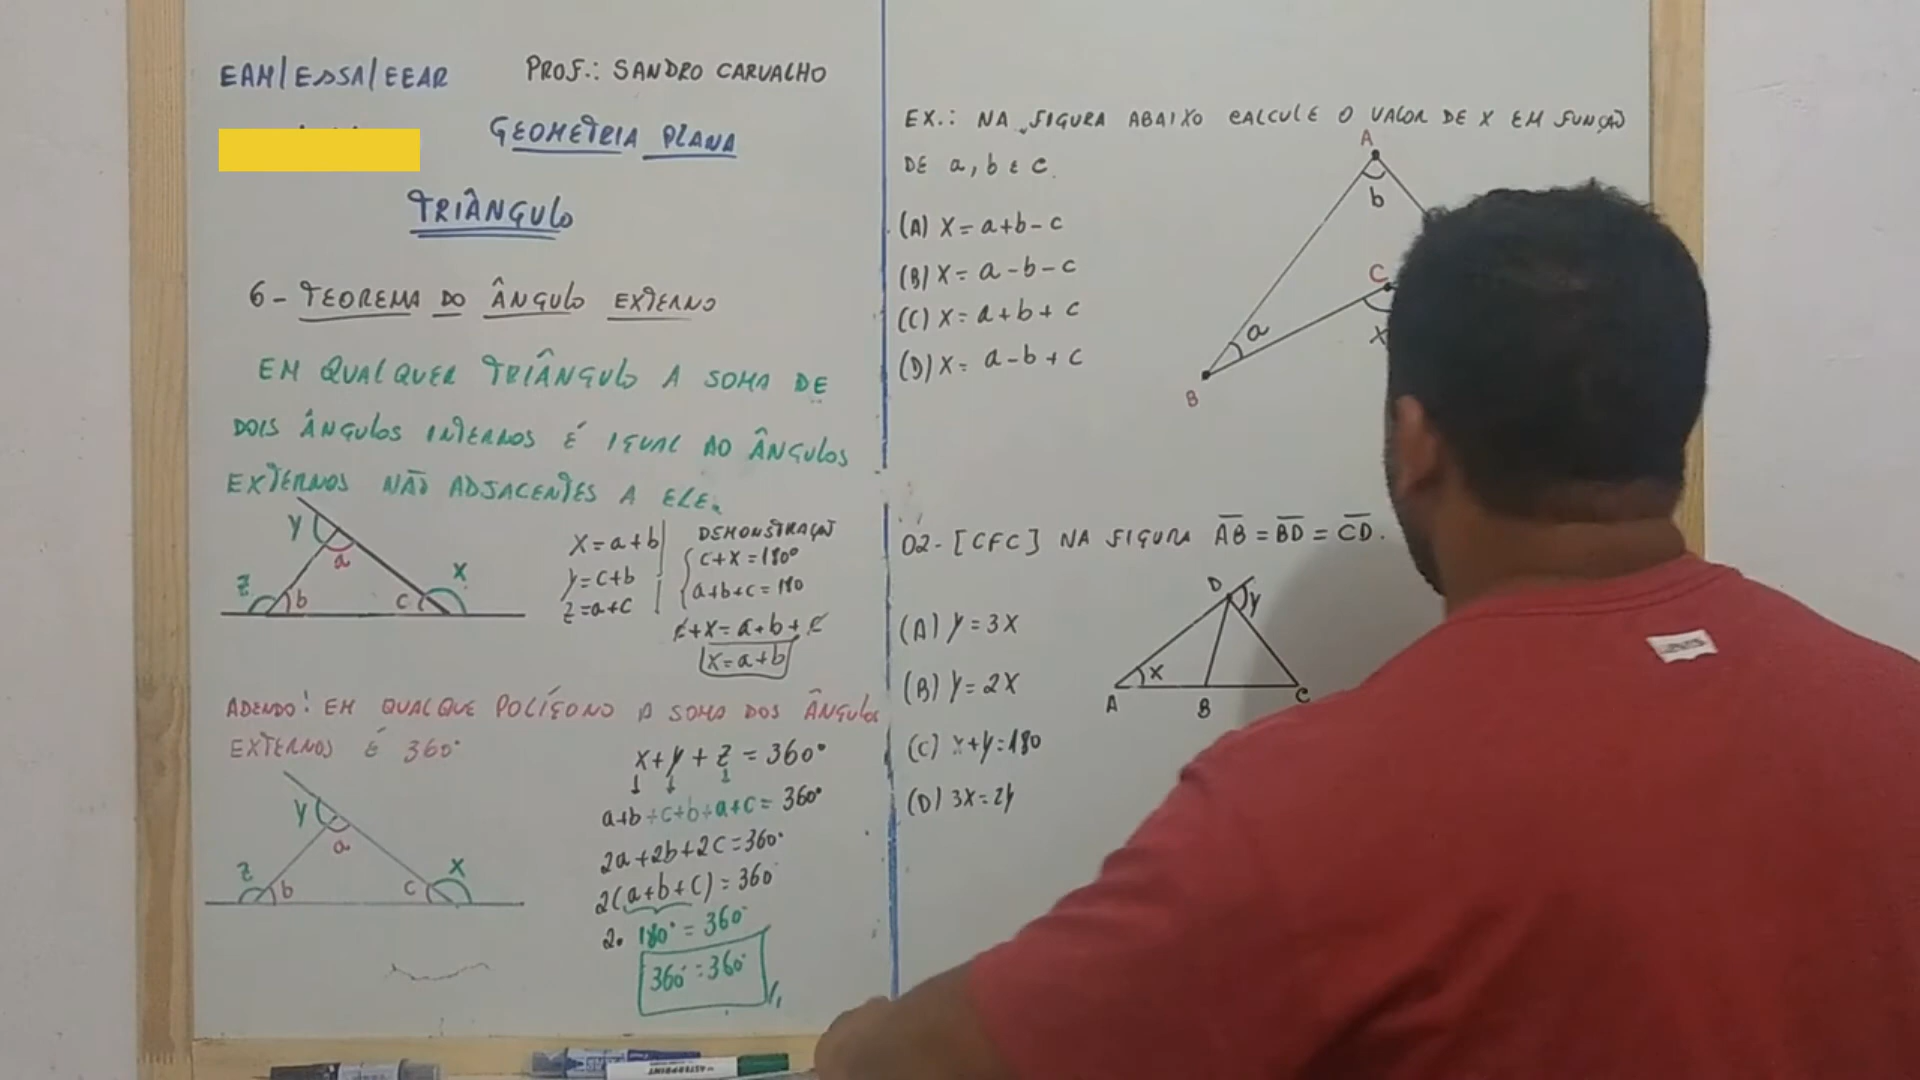 EAM/ESSA/EEAR
PROF.: SANDRO CARVALHO
GEOMETRIA PLANA
TRIÂNGULO
6 - TEOREMA DO ÂNGULO EXTERNO
EM QUALQUER TRIÂNGULO A SOMA DE
DOIS ÂNGULOS INTERNOS É IGUAL AO ÂNGULOS
EXTERNOS NÃO ADJACENTES A ELE.
y
a
z
b
c
x
X = a+b
y = c+b
z = a+c
DEMONSTRAÇÃO
c+x = 180°
a+b+c = 180
c+x = a+b+c
x = a+b
ADENDO: EM QUALQUE POLÍGONO A SOMA DOS ÂNGULOS
EXTERNOS É 360°
y
a
z
b
c
x
x+y+z = 360°
a+b+c+b+a+c = 360°
2a+2b+2c = 360°
2(a+b+c) = 360°
2. 180° = 360°
360° = 360°
EX.: NA FIGURA ABAIXO CALCULE O VALOR DE X EM FUNÇÃO
DE a, b E c.
(A) X = a+b-c
(B) X = a-b-c
(C) X = a+b+c
(D) X = a-b+c
A
b
C
a
X
B
02 - [CFC] NA FIGURA AB = BD = CD.
(A) y = 3X
(B) y = 2X
(C) x+y=180
(D) 3X = 2y
D
y
X
A
B
C